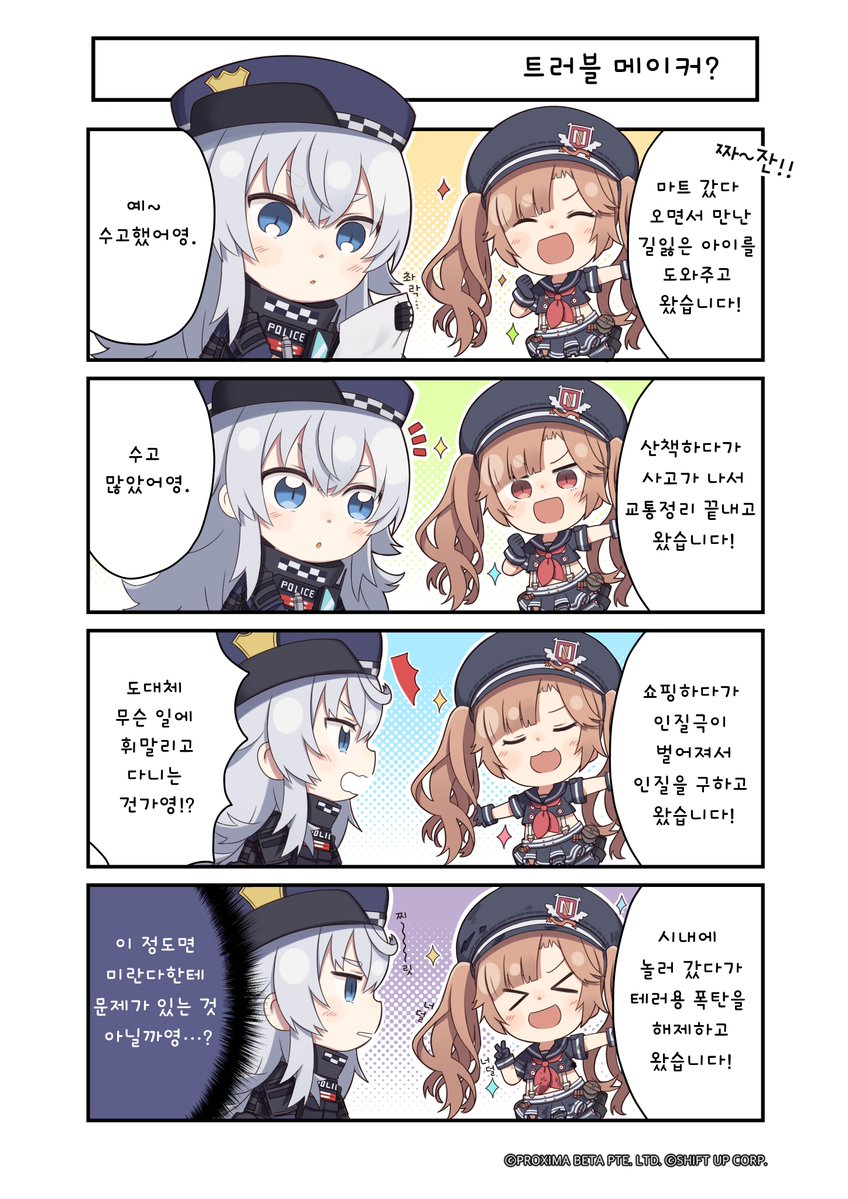 트러블 메이커?
짜~잔!!
마트 갔다
오면서 만난
길잃은 아이를
도와주고
왔습니다!
예~
수고했어영.
촤
락…
POLICE
산책하다가
사고가 나서
교통정리 끝내고
왔습니다!
수고
많았어영.
POLICE
쇼핑하다가
인질극이
벌어져서
인질을 구하고
왔습니다!
도대체
무슨 일에
휘말리고
다니는
건가영!?
시내에
놀러 갔다가
테러용 폭탄을
해제하고
왔습니다!
찌~릿
너덜
너덜
이 정도면
미란다한테
문제가 있는 것
아닐까영…?
©PROXIMA BETA PTE. LTD. ©SHIFT UP CORP.